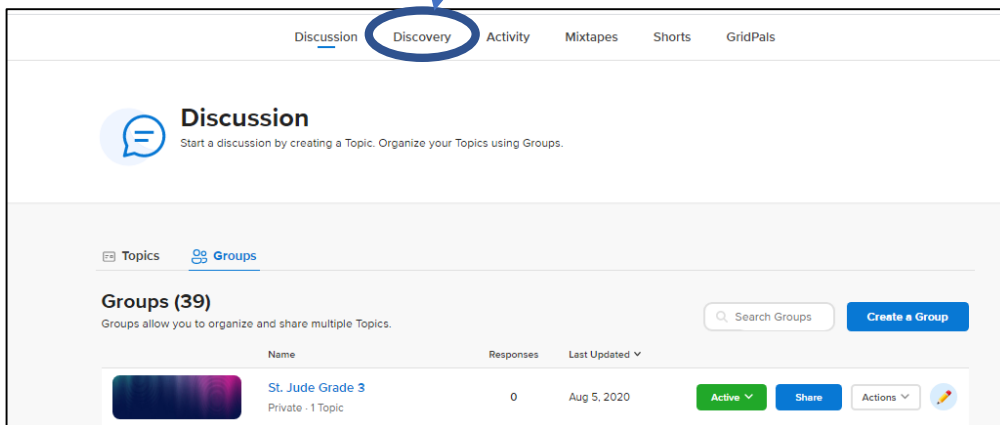 Discussion Discovery Activity Mixtapes Shorts GridPals
Discussion
Start a discussion by creating a Topic. Organize your Topics using Groups.
Topics Groups
Groups (39)
Groups allow you to organize and share multiple Topics.
Search Groups Create a Group
Name Responses Last Updated
St. Jude Grade 3
Private · 1 Topic
0 Aug 5, 2020 Active Share Actions